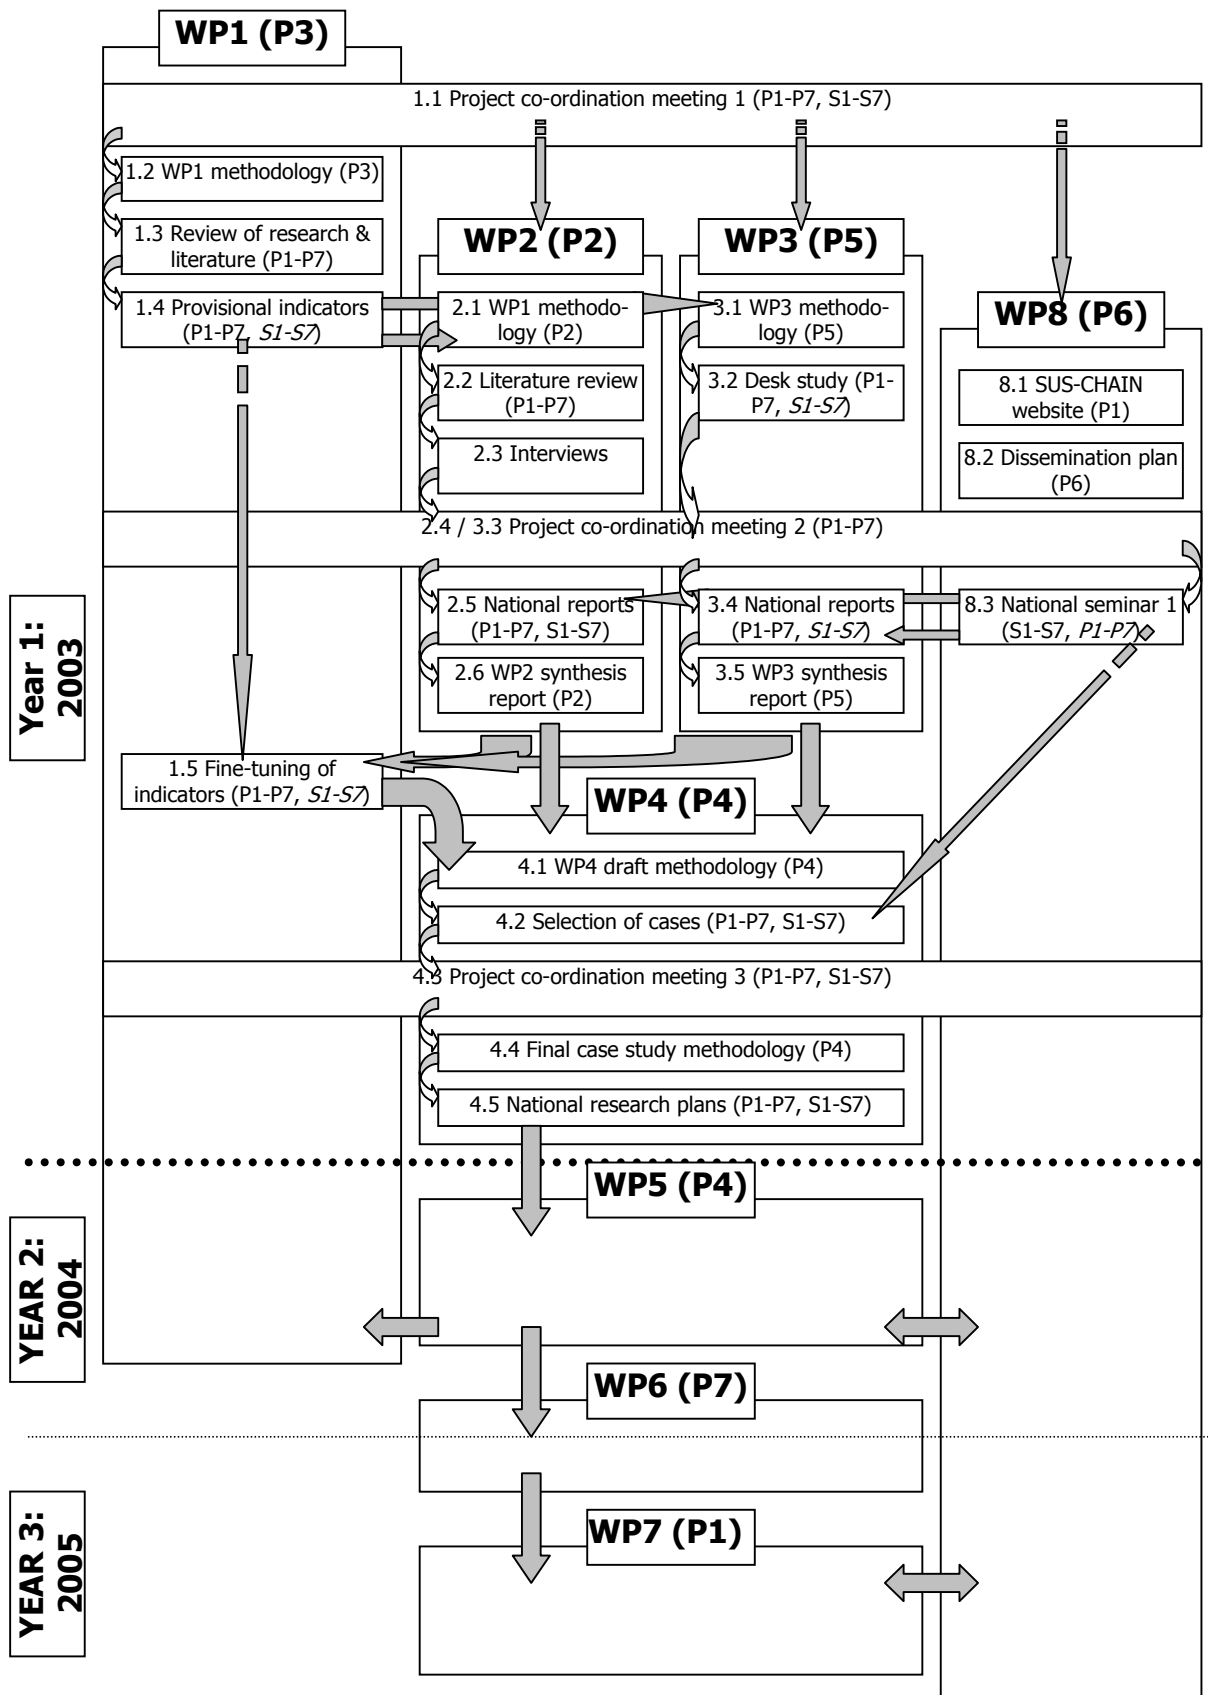 WP1 (P3)
1.1 Project co-ordination meeting 1 (P1-P7, S1-S7)
1.2 WP1 methodology (P3)
1.3 Review of research &
literature (P1-P7)
1.4 Provisional indicators
(P1-P7, S1-S7)
WP2 (P2)
2.1 WP1 methodo-
logy (P2)
2.2 Literature review
(P1-P7)
2.3 Interviews
WP3 (P5)
3.1 WP3 methodo-
logy (P5)
3.2 Desk study (P1-
P7, S1-S7)
WP8 (P6)
8.1 SUS-CHAIN
website (P1)
8.2 Dissemination plan
(P6)
2.4 / 3.3 Project co-ordination meeting 2 (P1-P7)
Year 1:
2003
2.5 National reports
(P1-P7, S1-S7)
2.6 WP2 synthesis
report (P2)
3.4 National reports
(P1-P7, S1-S7)
3.5 WP3 synthesis
report (P5)
8.3 National seminar 1
(S1-S7, P1-P7)
1.5 Fine-tuning of
indicators (P1-P7, S1-S7)
WP4 (P4)
4.1 WP4 draft methodology (P4)
4.2 Selection of cases (P1-P7, S1-S7)
4.3 Project co-ordination meeting 3 (P1-P7, S1-S7)
4.4 Final case study methodology (P4)
4.5 National research plans (P1-P7, S1-S7)
YEAR 2:
2004
WP5 (P4)
WP6 (P7)
YEAR 3:
2005
WP7 (P1)